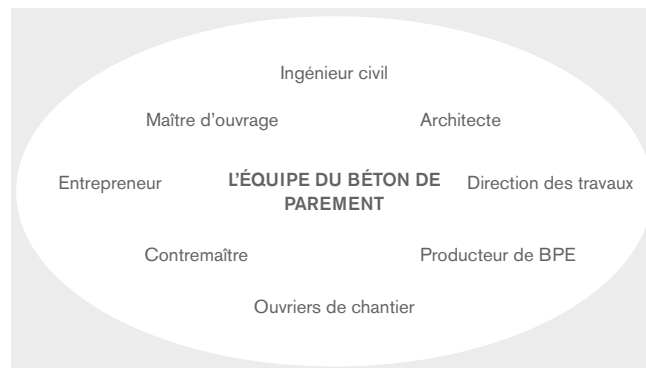 Ingénieur civil
Maître d'ouvrage
Architecte
Entrepreneur
L'ÉQUIPE DU BÉTON DE
PAREMENT
Direction des travaux
Contremaître
Producteur de BPE
Ouvriers de chantier